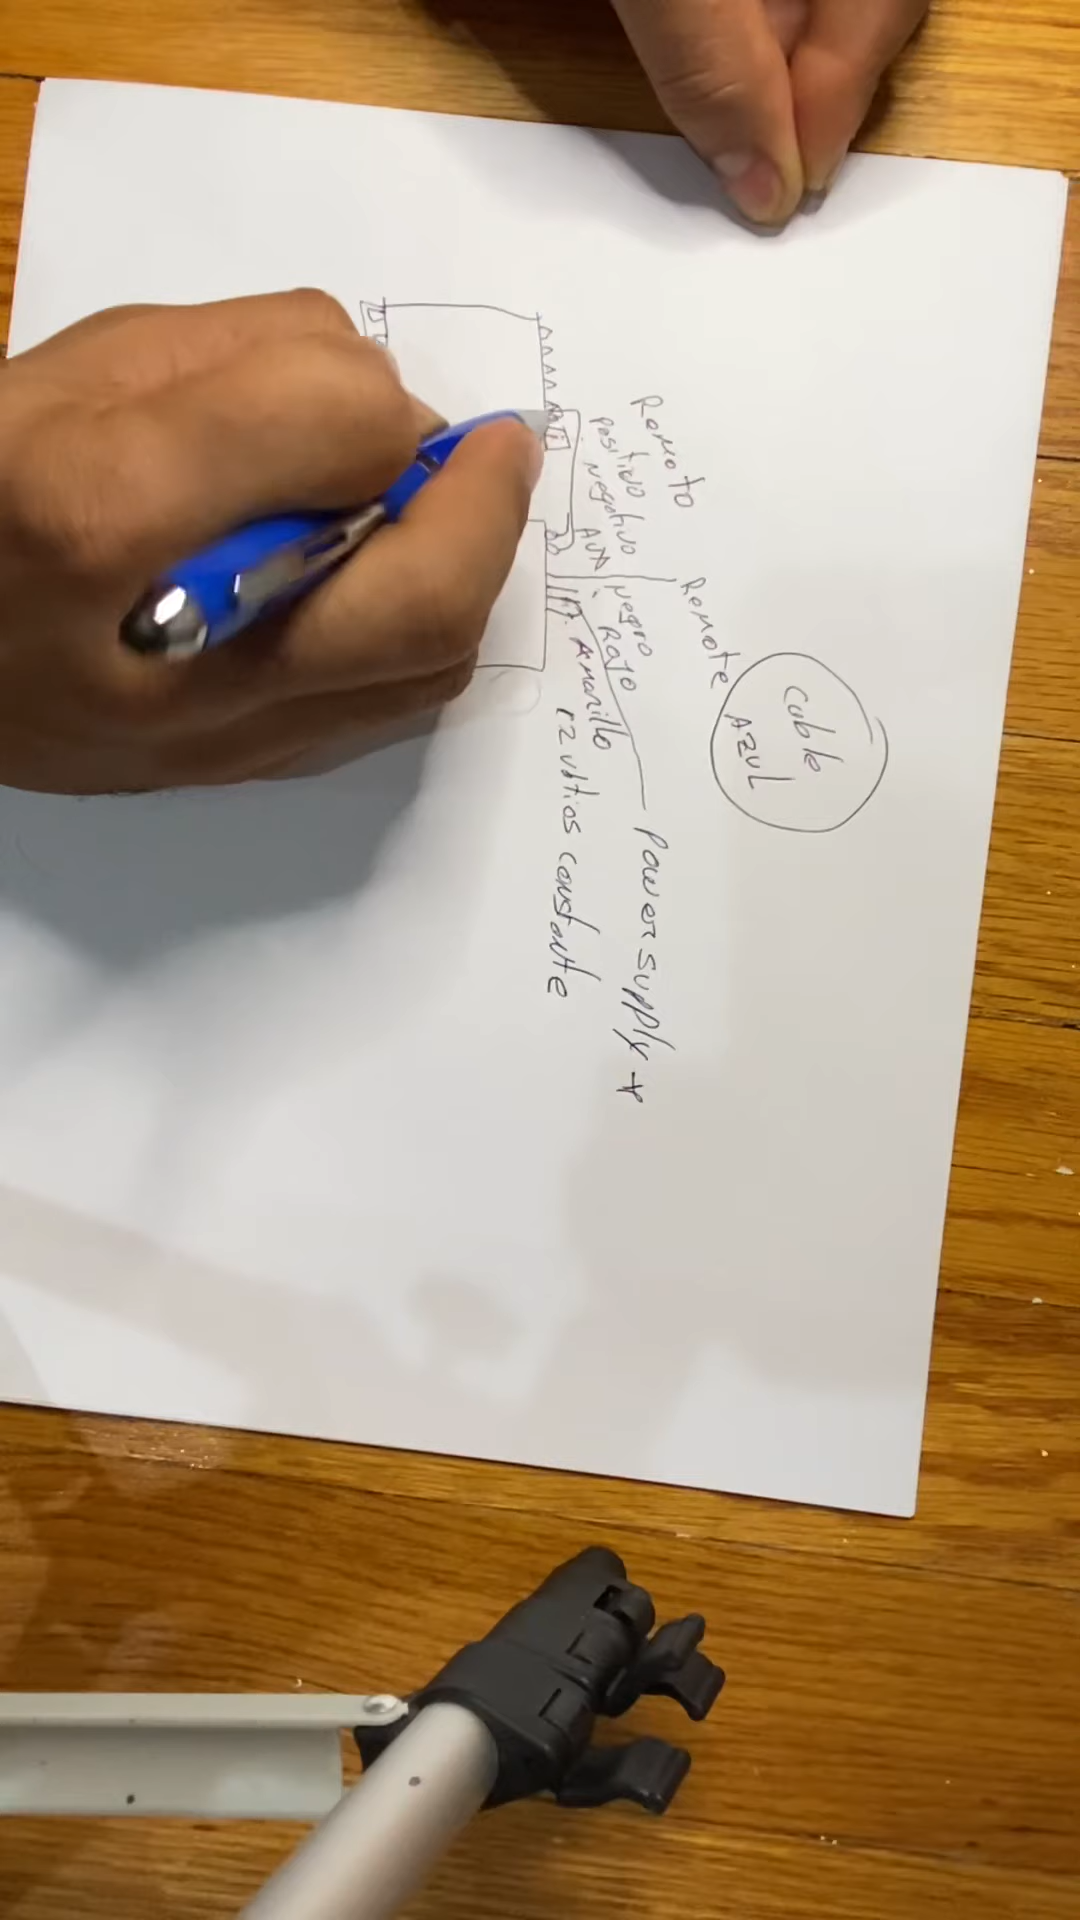 Remoto
positivo
negativo
AUX
Remote
Negro
Rojo
Amarillo
12 voltios constante
Power supply +
Cable
AZUL